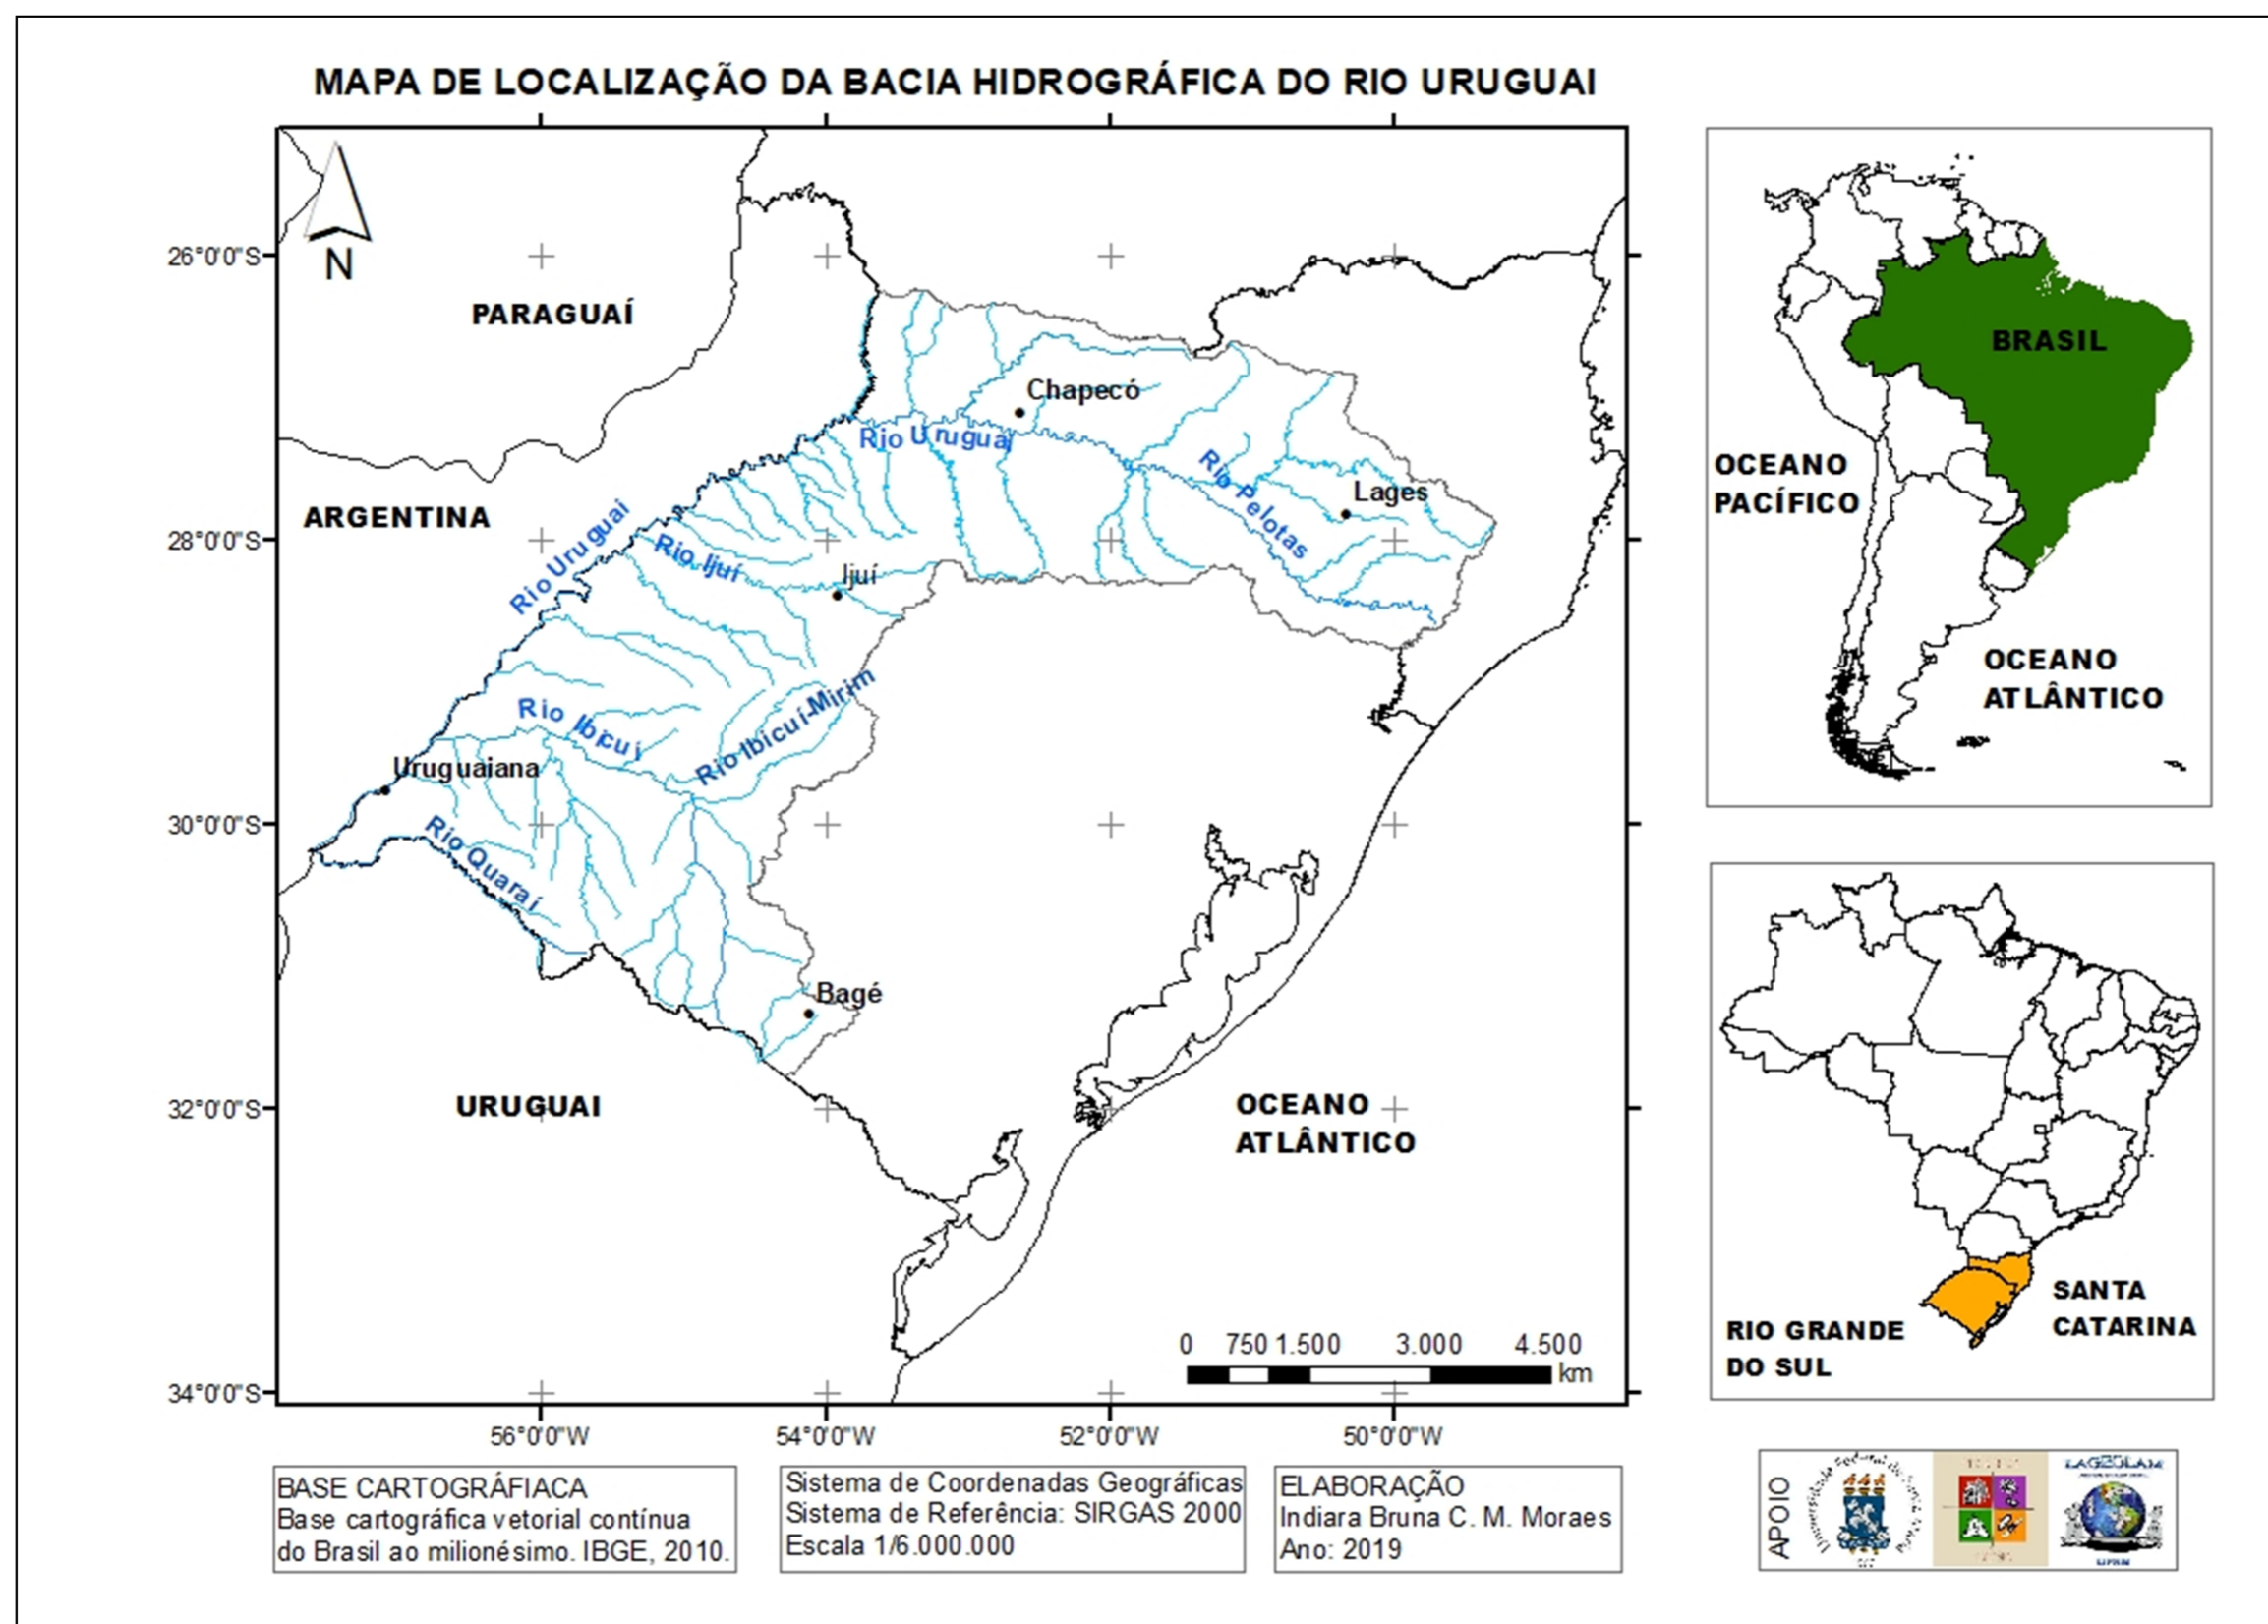 MAPA DE LOCALIZAÇÃO DA BACIA HIDROGRÁFICA DO RIO URUGUAI
N
26°0'0"S
28°0'0"S
30°0'0"S
32°0'0"S
34°0'0"S
56°0'0"W
54°0'0"W
52°0'0"W
50°0'0"W
PARAGUAÍ
ARGENTINA
URUGUAI
OCEANO
ATLÂNTICO
Chapecó
Rio Uruguai
Rio Pelotas
Lages
Rio Uruguai
Rio Ijuí
Ijuí
Rio Ibicuí
Rio Ibicuí-Mirim
Uruguaiana
Rio Quaraí
Bagé
0 750 1.500 3.000 4.500
km
BRASIL
OCEANO
PACÍFICO
OCEANO
ATLÂNTICO
SANTA
CATARINA
RIO GRANDE
DO SUL
BASE CARTOGRÁFIACA
Base cartográfica vetorial contínua
do Brasil ao milionésimo. IBGE, 2010.
Sistema de Coordenadas Geográficas
Sistema de Referência: SIRGAS 2000
Escala 1/6.000.000
ELABORAÇÃO
Indiara Bruna C. M. Moraes
Ano: 2019
APOIO
LAGEOLAM
UFSM